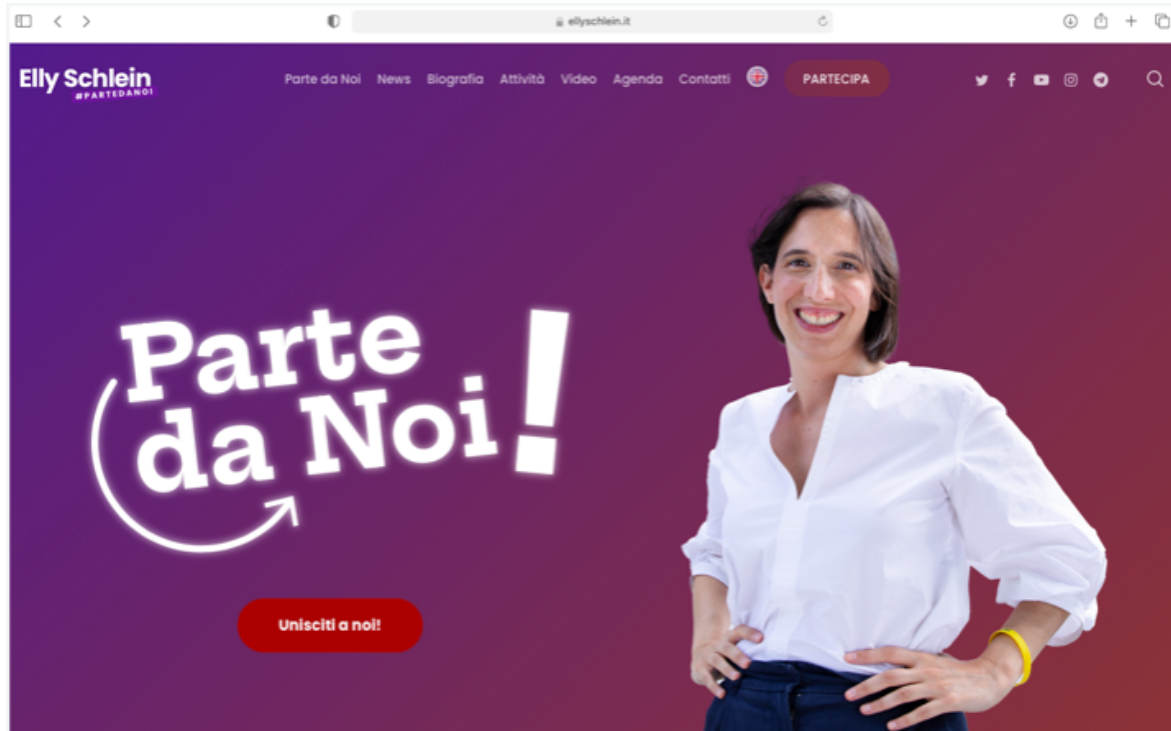 ellyschlein.it
Elly Schlein
#PARTEDANOI
Parte da Noi News Biografia Attività Video Agenda Contatti PARTECIPA
Parte
da Noi!
Unisciti a noi!